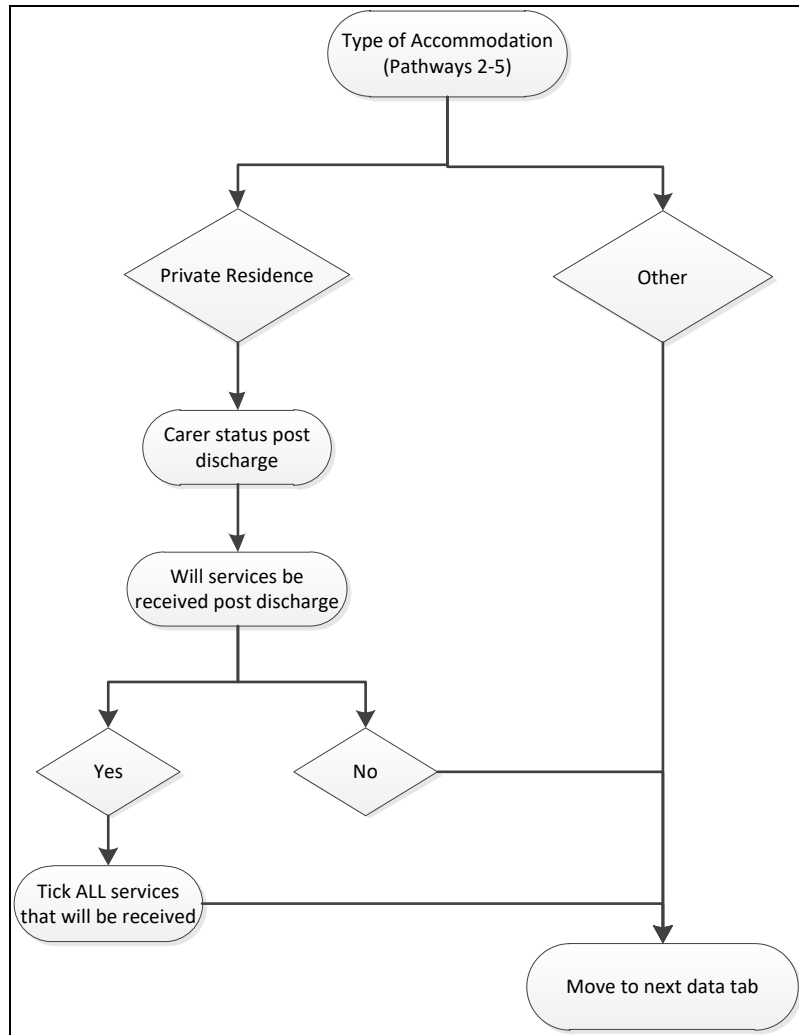 Type of Accommodation
(Pathways 2-5)
Private Residence
Other
Carer status post
discharge
Will services be
received post discharge
Yes
No
Tick ALL services
that will be received
Move to next data tab